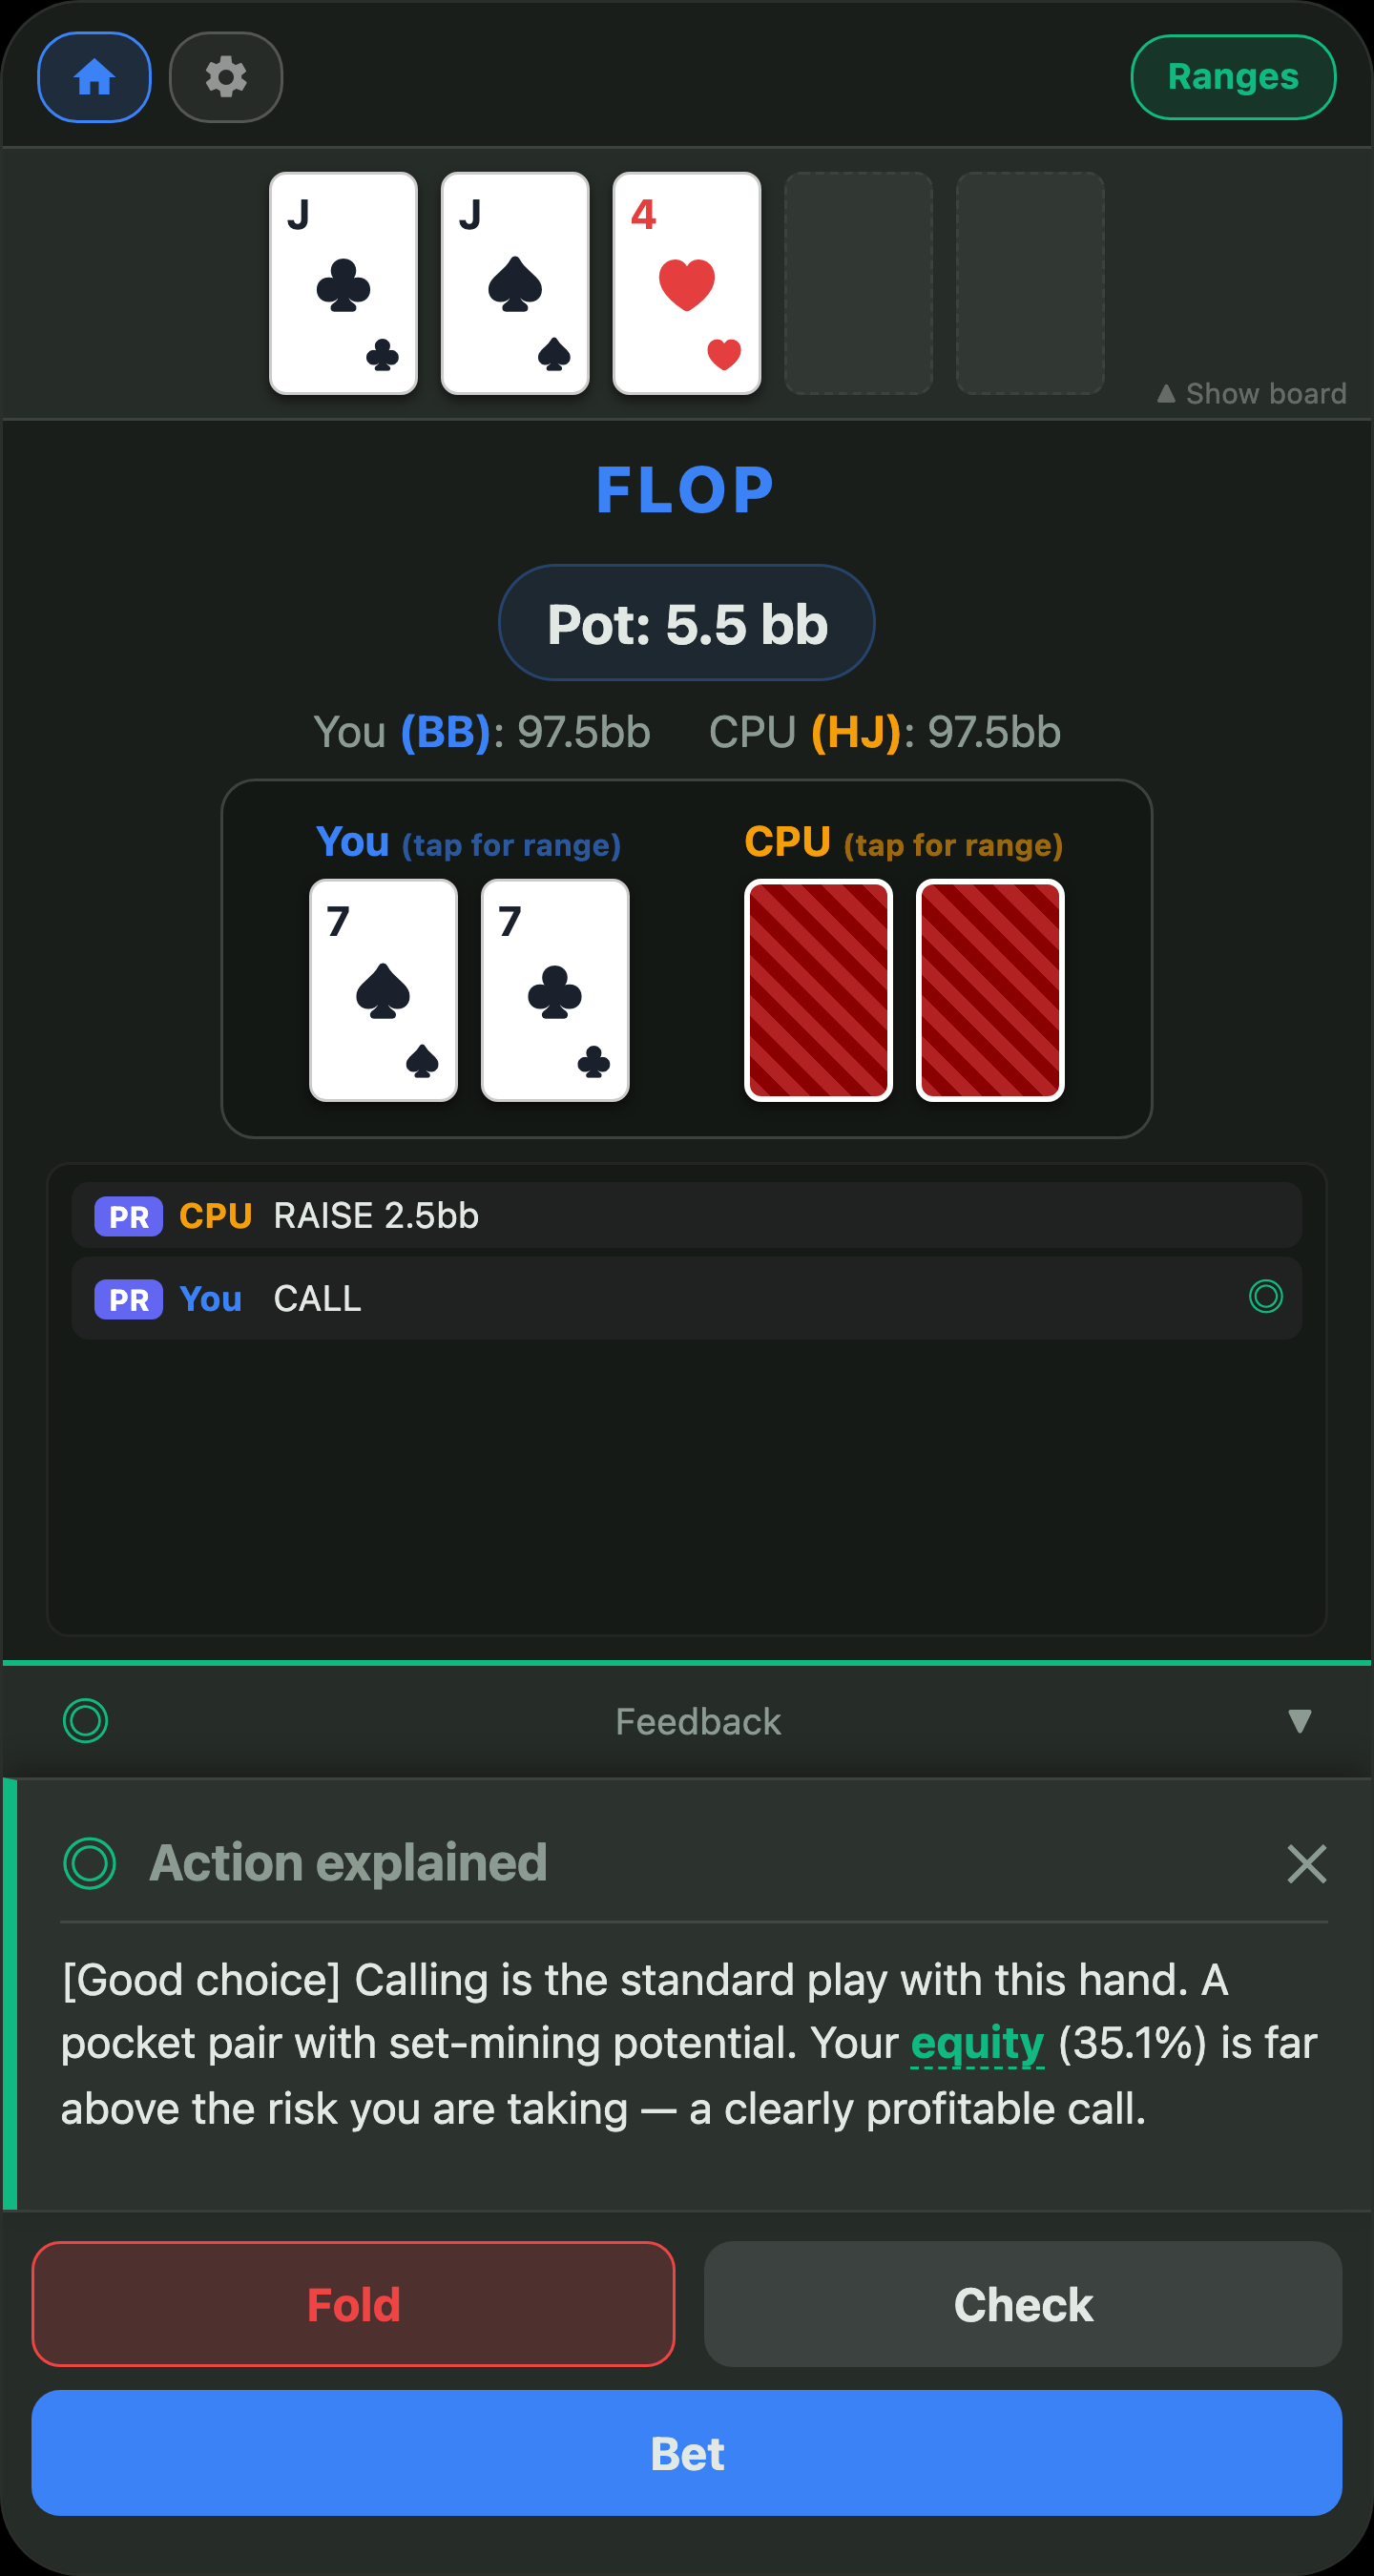 Ranges
J
J
4
▲ Show board
FLOP
Pot: 5.5 bb
You (BB): 97.5bb CPU (HJ): 97.5bb
You (tap for range) CPU (tap for range)
7
7
PR CPU RAISE 2.5bb
PR You CALL
Feedback ▼
Action explained
[Good choice] Calling is the standard play with this hand. A
pocket pair with set-mining potential. Your equity (35.1%) is far
above the risk you are taking — a clearly profitable call.
Fold
Check
Bet